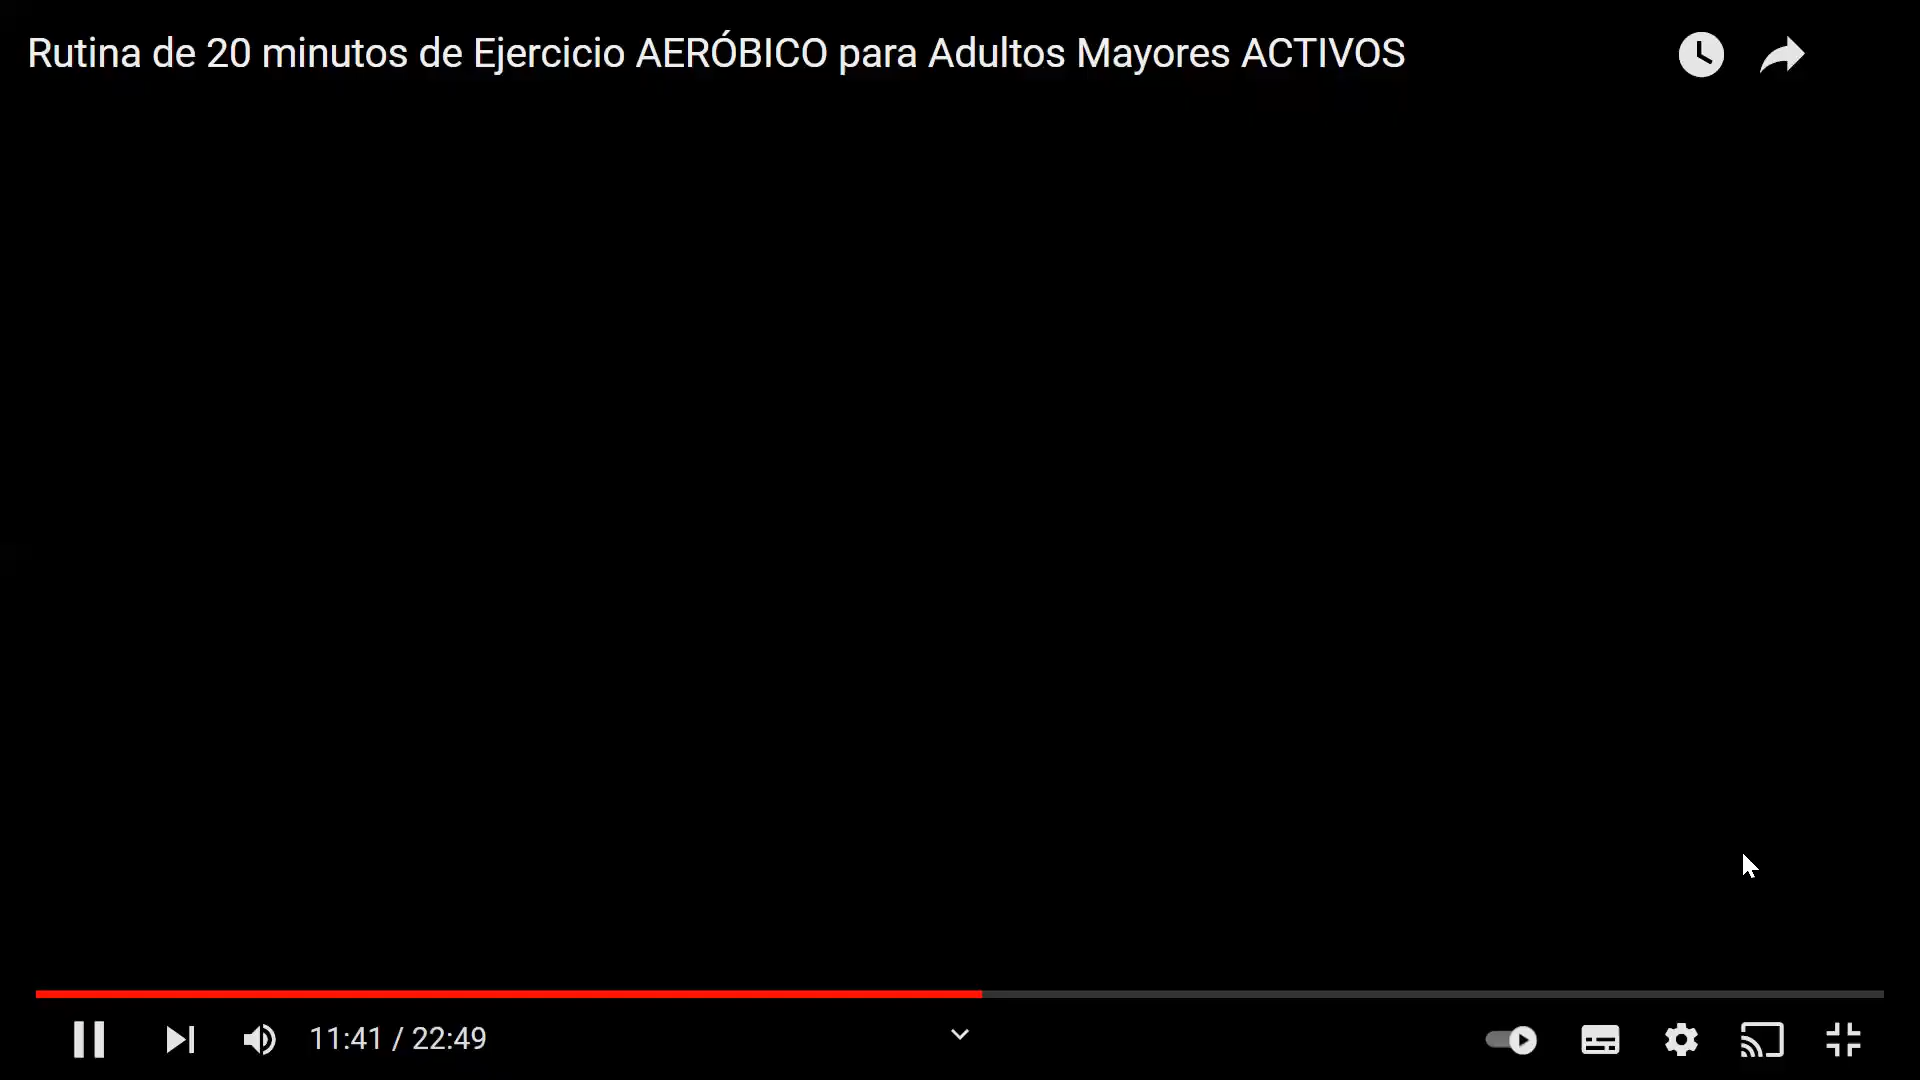 Rutina de 20 minutos de Ejercicio AERÓBICO para Adultos Mayores ACTIVOS
11:41 / 22:49